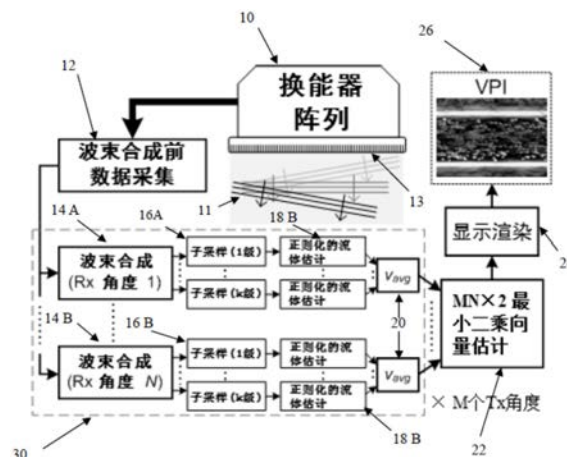 10
26
12
换能器
阵列
VPI
波束合成前
数据采集
13
11
14 A
16A
18 B
显示渲染
2
波束合成
(Rx 角度 1)
子采样(1级)
正则化的流
体估计
子采样(k级)
正则化的流
体估计
Vavg
14 B
16 B
20
MN×2 最
小二乘向
量估计
波束合成
(Rx 角度 N)
子采样(1级)
正则化的流
体估计
子采样(k级)
正则化的流
体估计
Vavg
× M个Tx角度
30
18 B
22